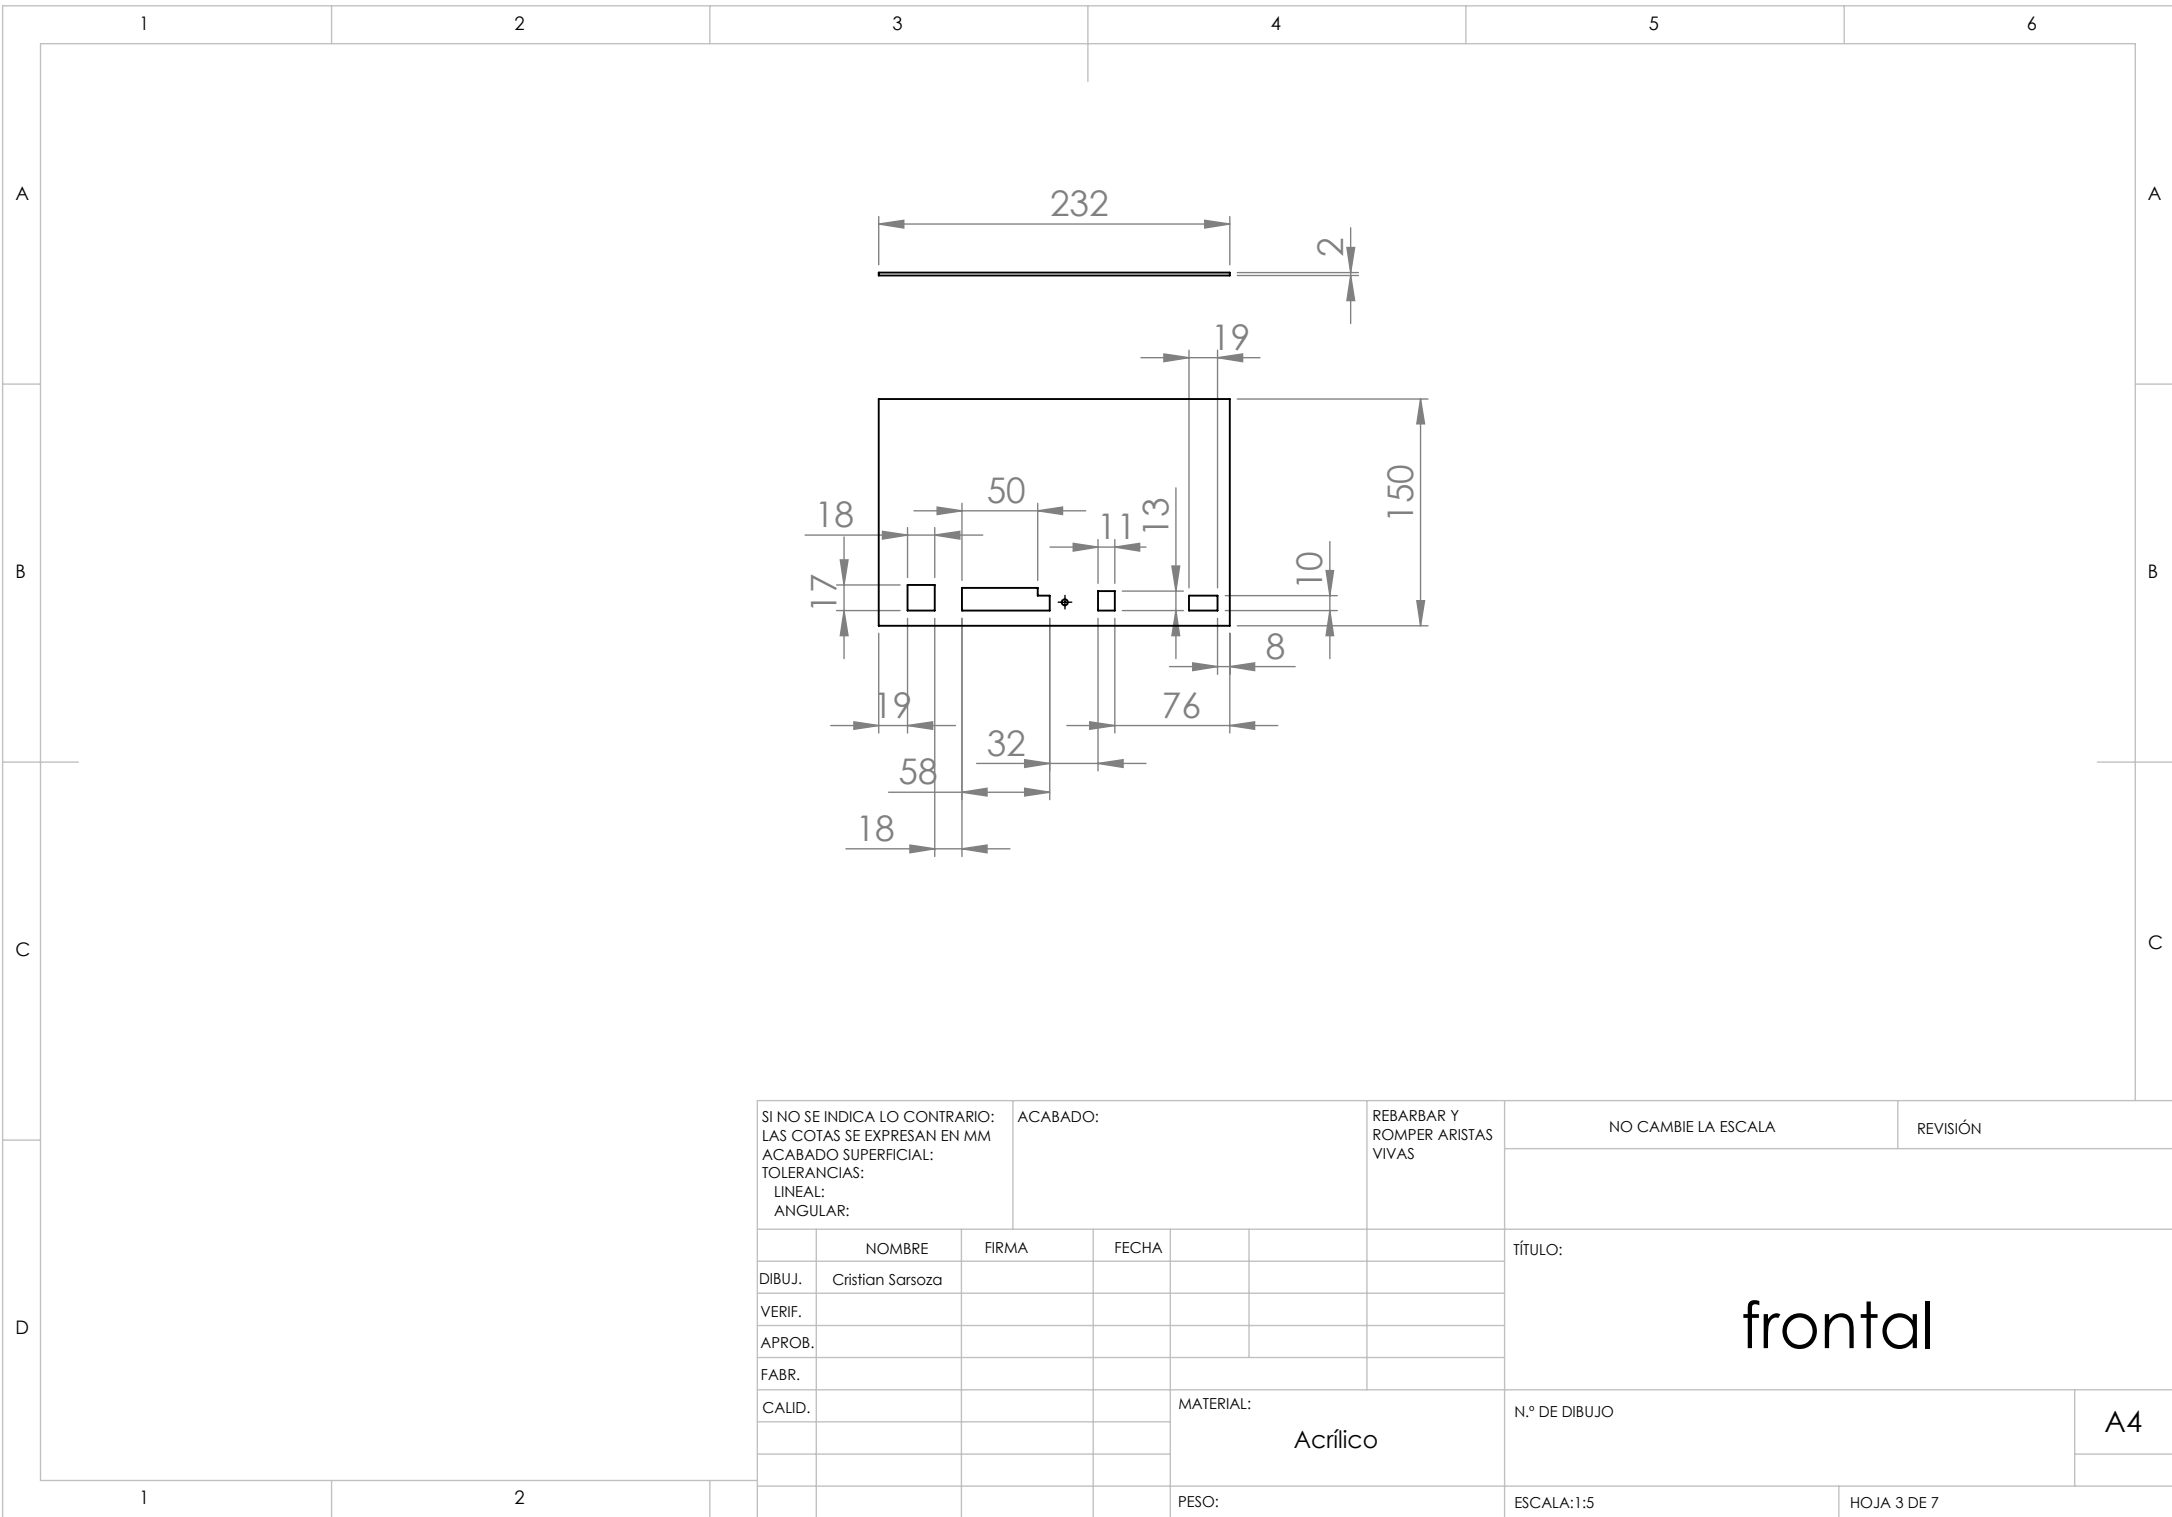 1 2 3 4 5 6
A A
232
2
19
150
50
18
13
11
10
B B
17
8
19
76
32
58
18
C C
SI NO SE INDICA LO CONTRARIO:
LAS COTAS SE EXPRESAN EN MM
ACABADO SUPERFICIAL:
TOLERANCIAS:
LINEAL:
ANGULAR:
ACABADO:
REBARBAR Y
ROMPER ARISTAS
VIVAS
NO CAMBIE LA ESCALA
REVISIÓN
NOMBRE FIRMA FECHA
DIBUJ. Cristian Sarsoza
VERIF.
APROB.
FABR.
CALID.
TÍTULO:
frontal
D
MATERIAL:
Acrílico
N.º DE DIBUJO
A4
PESO:
ESCALA:1:5
HOJA 3 DE 7
1 2